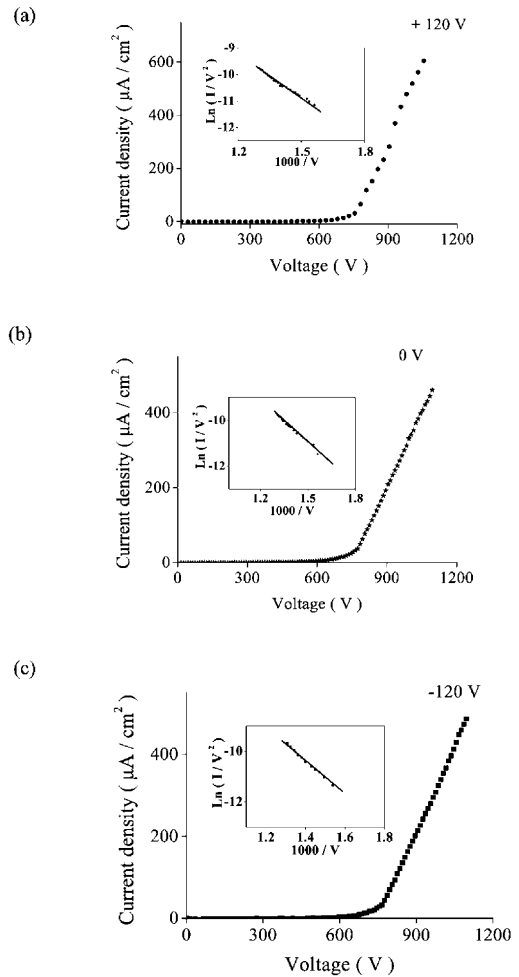 (a)
+ 120 V
Current density ( μA / cm² )
600
400
200
0
0 300 600 900 1200
Voltage ( V )
Ln ( I / V² )
-9
-10
-11
-12
1.2 1.5 1.8
1000 / V
(b)
0 V
Current density ( μA / cm² )
400
200
0
0 300 600 900 1200
Voltage ( V )
Ln ( I / V² )
-10
-12
1.2 1.4 1.6 1.8
1000 / V
(c)
-120 V
Current density ( μA / cm² )
400
200
0
0 300 600 900 1200
Voltage ( V )
Ln ( I / V² )
-10
-12
1.2 1.4 1.6 1.8
1000 / V